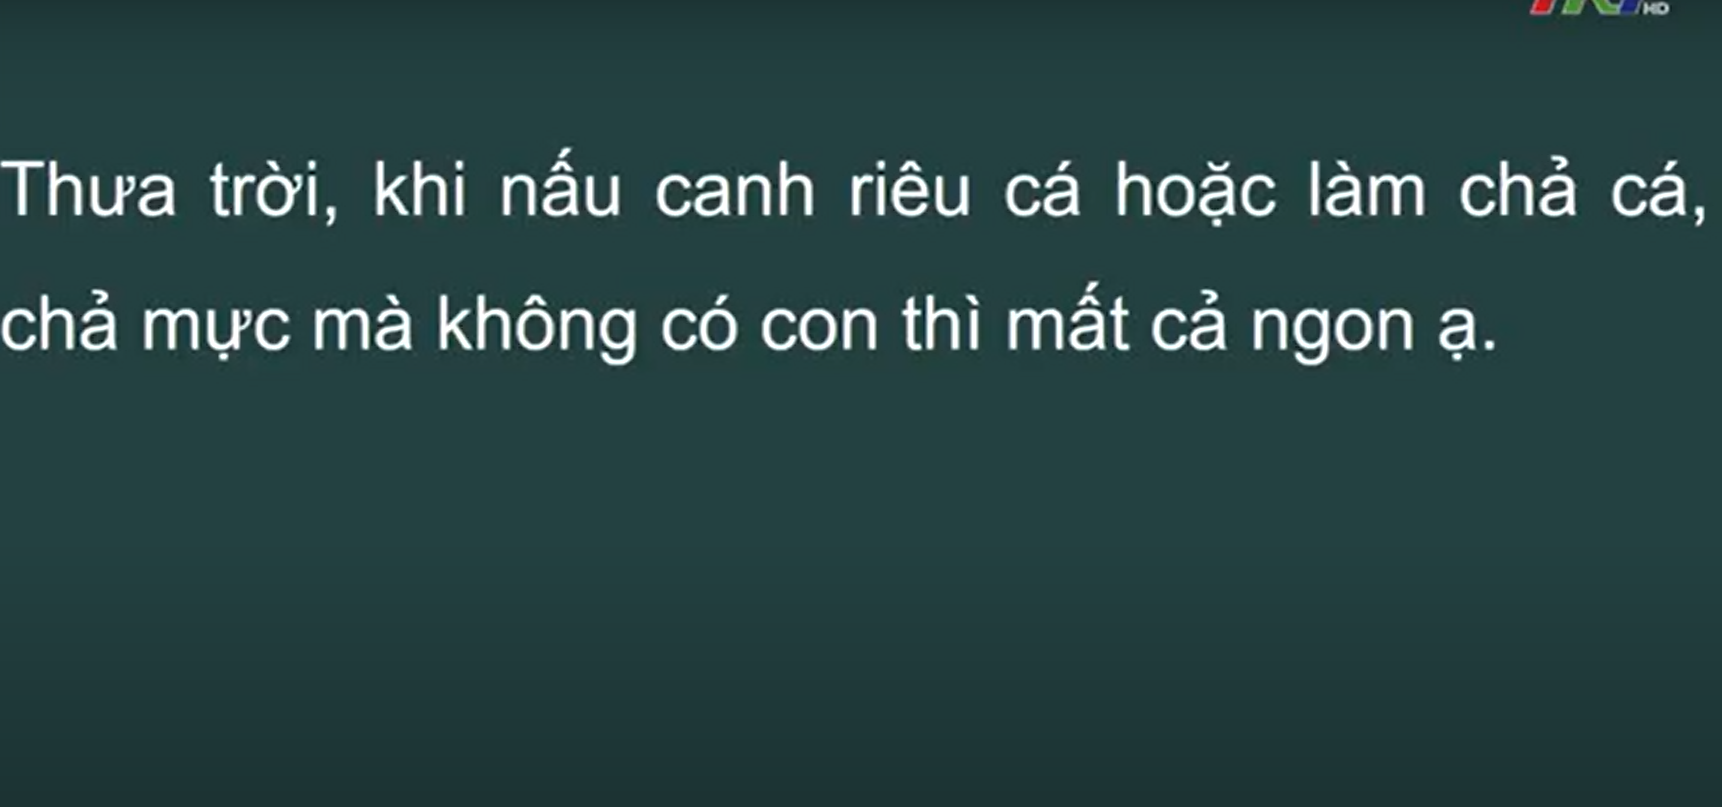 HD
Thưa trời, khi nấu canh riêu cá hoặc làm chả cá,
chả mực mà không có con thì mất cả ngon ạ.